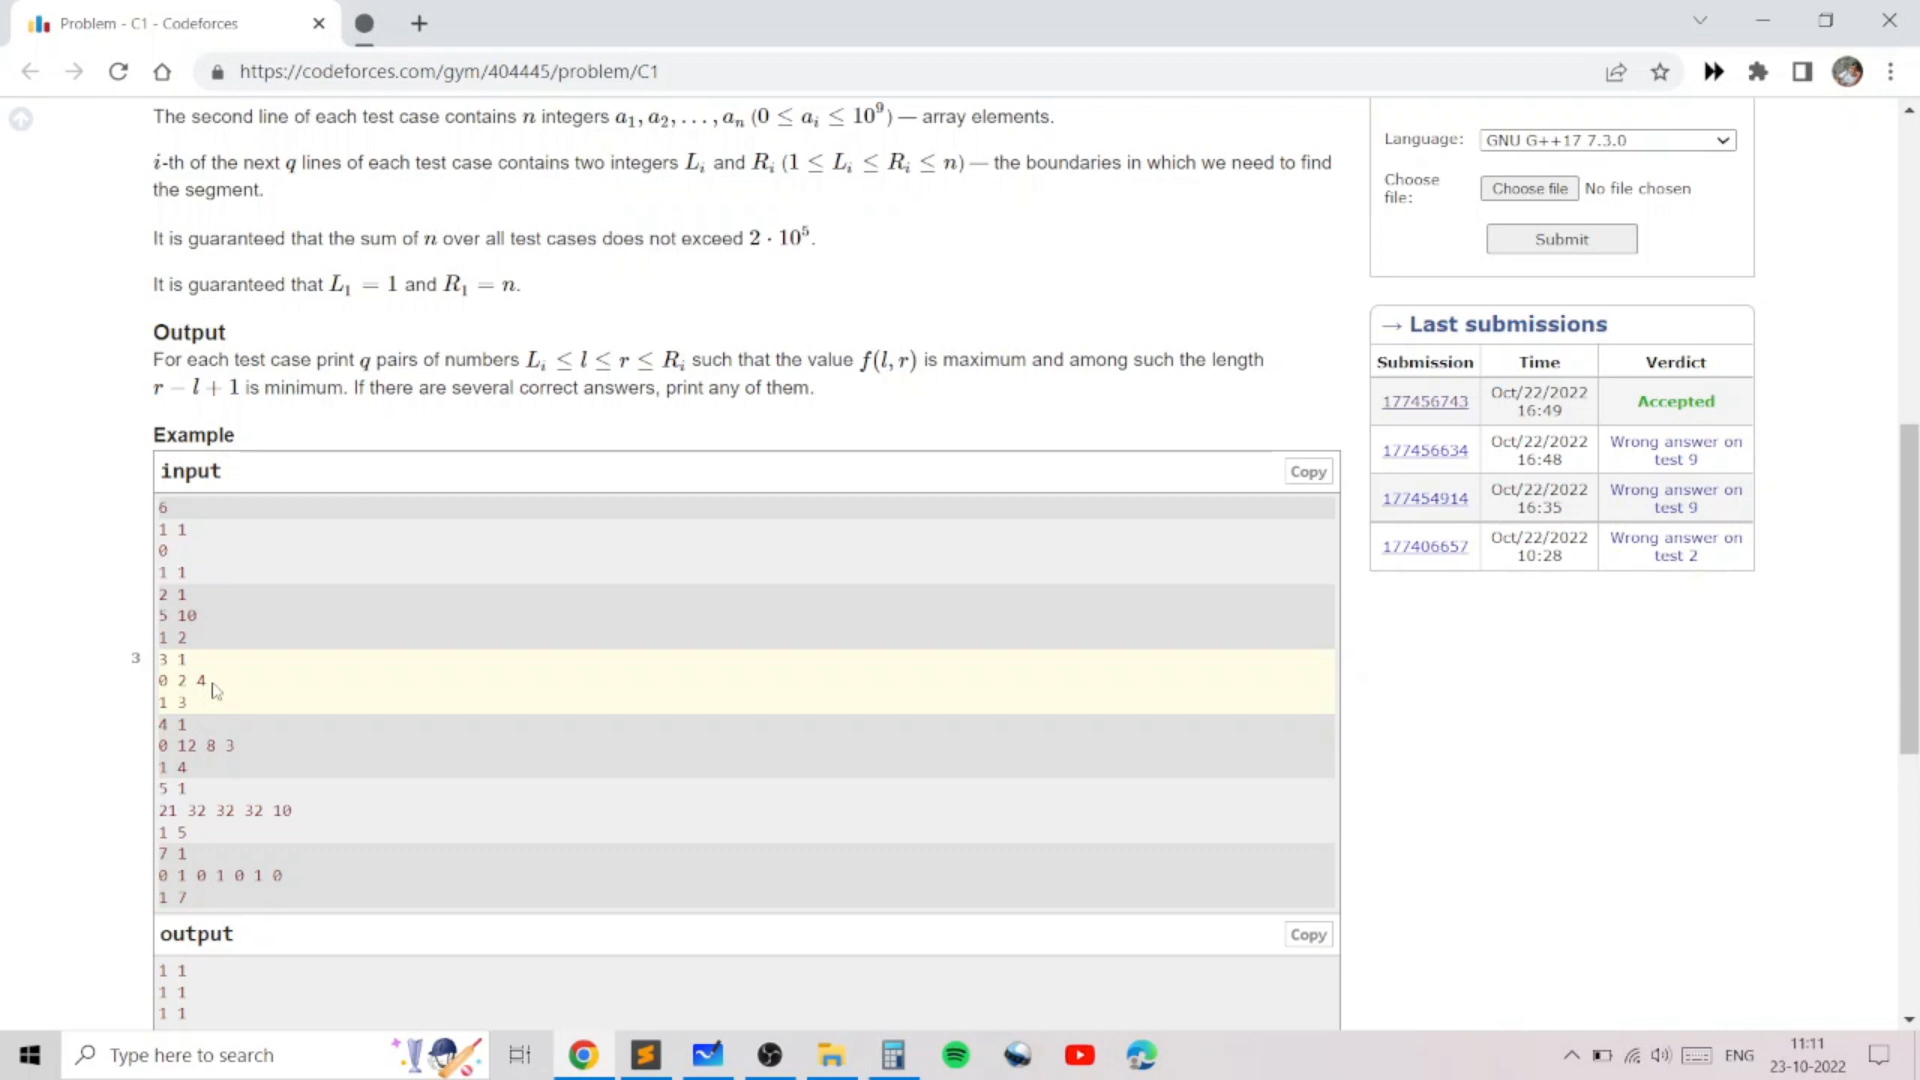 Problem - C1 - Codeforces
https://codeforces.com/gym/404445/problem/C1
The second line of each test case contains n integers a₁, a₂, . . . , aₙ (0 ≤ aᵢ ≤ 10⁹) — array elements.
i-th of the next q lines of each test case contains two integers Lᵢ and Rᵢ (1 ≤ Lᵢ ≤ Rᵢ ≤ n) — the boundaries in which we need to find
the segment.
It is guaranteed that the sum of n over all test cases does not exceed 2 · 10⁵.
It is guaranteed that L₁ = 1 and R₁ = n.
Output
For each test case print q pairs of numbers Lᵢ ≤ l ≤ r ≤ Rᵢ such that the value f(l, r) is maximum and among such the length
r − l + 1 is minimum. If there are several correct answers, print any of them.
Example
input
Copy
6
1 1
0
1 1
2 1
5 10
1 2
3
3 1
0 2 4
1 3
4 1
0 12 8 3
1 4
5 1
21 32 32 32 10
1 5
7 1
0 1 0 1 0 1 0
1 7
output
Copy
1 1
1 1
1 1
Language:
GNU G++17 7.3.0
Choose
file:
Choose file
No file chosen
Submit
→ Last submissions
Submission Time Verdict
177456743
Oct/22/2022
16:49
Accepted
177456634
Oct/22/2022
16:48
Wrong answer on
test 9
177454914
Oct/22/2022
16:35
Wrong answer on
test 9
177406657
Oct/22/2022
10:28
Wrong answer on
test 2
Type here to search
ENG
11:11
23-10-2022